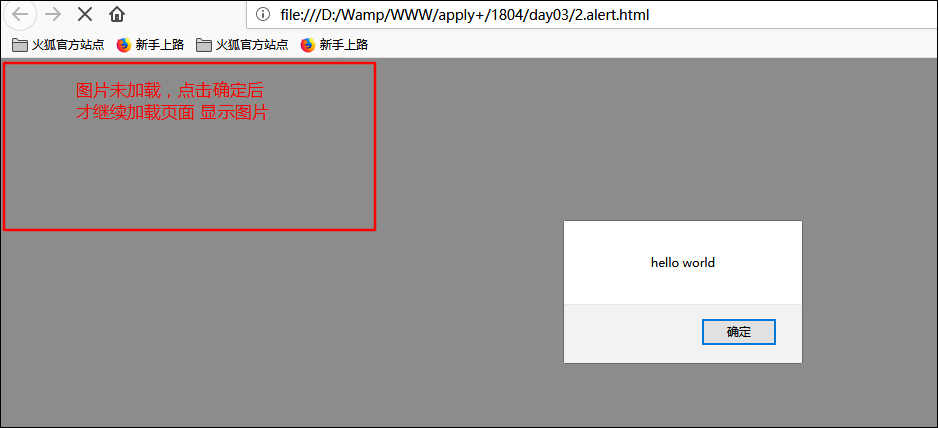 file:///D:/Wamp/WWW/apply+/1804/day03/2.alert.html
火狐官方站点 新手上路 火狐官方站点 新手上路
图片未加载，点击确定后
才继续加载页面 显示图片
hello world
确定